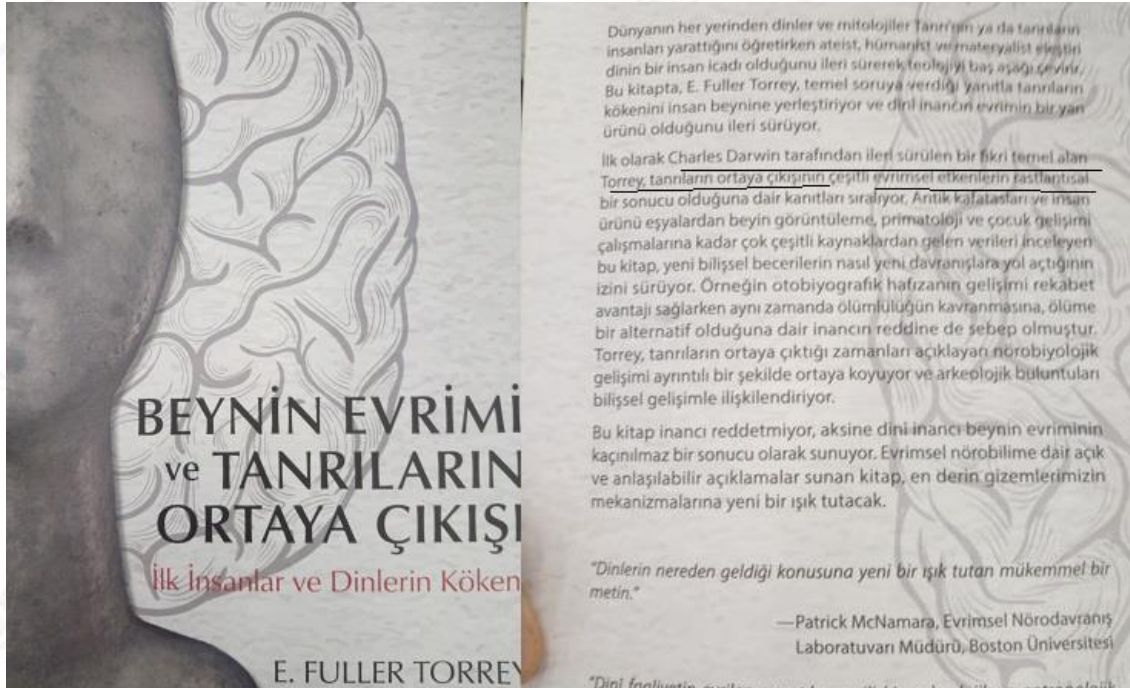 BEYNİN EVRİMİ
ve TANRILARIN
ORTAYA ÇIKIŞI
İlk İnsanlar ve Dinlerin Köken
E. FULLER TORREY
Dünyanın her yerinden dinler ve mitolojiler Tanrı'nın ya da tanrıların
insanları yarattığını öğretirken ateist, hümanist ve materyalist eleştiri
dinin bir insan icadı olduğunu ileri sürerek teolojiyi baş aşağı çevirir.
Bu kitapta, E. Fuller Torrey, temel soruya verdiği yanıtla tanrıların
kökenini insan beynine yerleştiriyor ve dinî inancın evrimin bir yan
ürünü olduğunu ileri sürüyor.
İlk olarak Charles Darwin tarafından ileri sürülen bir fikri temel alan
Torrey, tanrıların ortaya çıkışının çeşitli evrimsel etkenlerin rastlantısal
bir sonucu olduğuna dair kanıtları sıralıyor. Antik kafatasları ve insan
ürünü eşyalardan beyin görüntüleme, primatoloji ve çocuk gelişimi
çalışmalarına kadar çok çeşitli kaynaklardan gelen verileri inceleyen
bu kitap, yeni bilişsel becerilerin nasıl yeni davranışlara yol açtığının
izini sürüyor. Örneğin otobiyografik hafızanın gelişimi rekabet
avantajı sağlarken aynı zamanda ölümlülüğün kavranmasına, ölüme
bir alternatif olduğuna dair inancın reddine de sebep olmuştur.
Torrey, tanrıların ortaya çıktığı zamanları açıklayan nörobiyolojik
gelişimi ayrıntılı bir şekilde ortaya koyuyor ve arkeolojik buluntuları
bilişsel gelişimle ilişkilendiriyor.
Bu kitap inancı reddetmiyor, aksine dini inancı beynin evriminin
kaçınılmaz bir sonucu olarak sunuyor. Evrimsel nörobilime dair açık
ve anlaşılabilir açıklamalar sunan kitap, en derin gizemlerimizin
mekanizmalarına yeni bir ışık tutacak.
"Dinlerin nereden geldiği konusuna yeni bir ışık tutan mükemmel bir
metin."
—Patrick McNamara, Evrimsel Nörodavranış
Laboratuvarı Müdürü, Boston Üniversitesi
"Dini